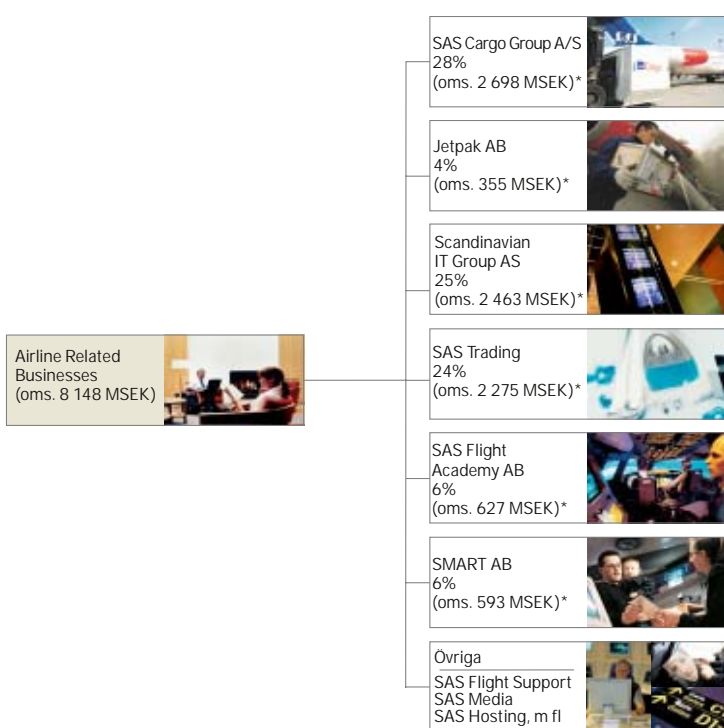 SAS Cargo Group A/S
28%
(oms. 2 698 MSEK)*
Jetpak AB
4%
(oms. 355 MSEK)*
Scandinavian
IT Group AS
25%
(oms. 2 463 MSEK)*
Airline Related
Businesses
(oms. 8 148 MSEK)
SAS Trading
24%
(oms. 2 275 MSEK)*
SAS Flight
Academy AB
6%
(oms. 627 MSEK)*
SMART AB
6%
(oms. 593 MSEK)*
Övriga
SAS Flight Support
SAS Media
SAS Hosting, m fl